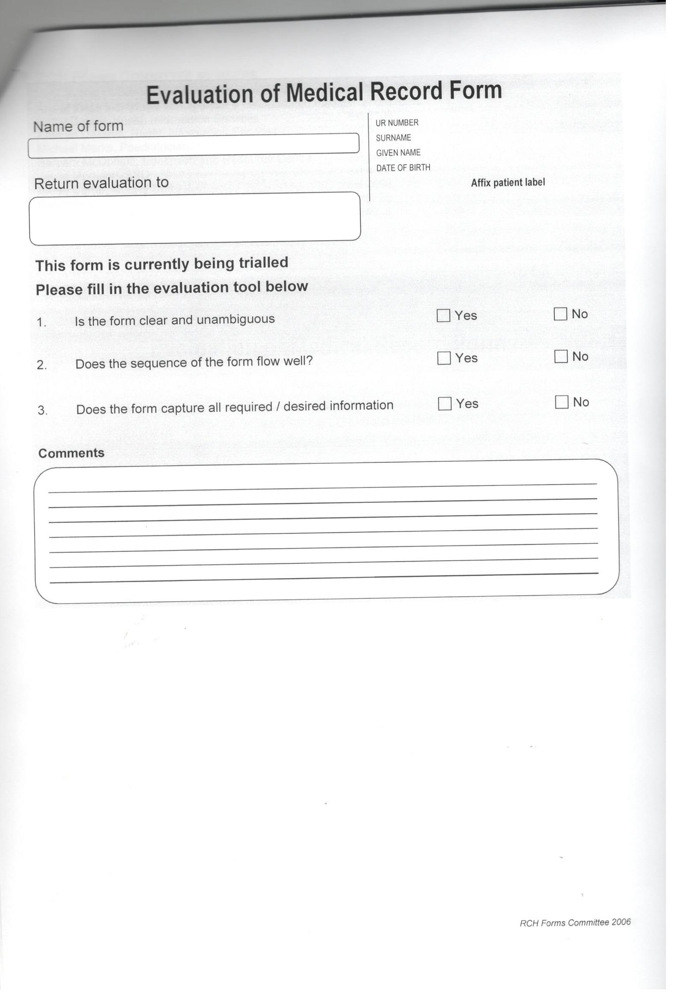 Evaluation of Medical Record Form
Name of form
UR NUMBER
SURNAME
GIVEN NAME
DATE OF BIRTH
Affix patient label
Return evaluation to
This form is currently being trialled
Please fill in the evaluation tool below
1. Is the form clear and unambiguous ☐ Yes ☐ No
2. Does the sequence of the form flow well? ☐ Yes ☐ No
3. Does the form capture all required / desired information ☐ Yes ☐ No
Comments
RCH Forms Committee 2006